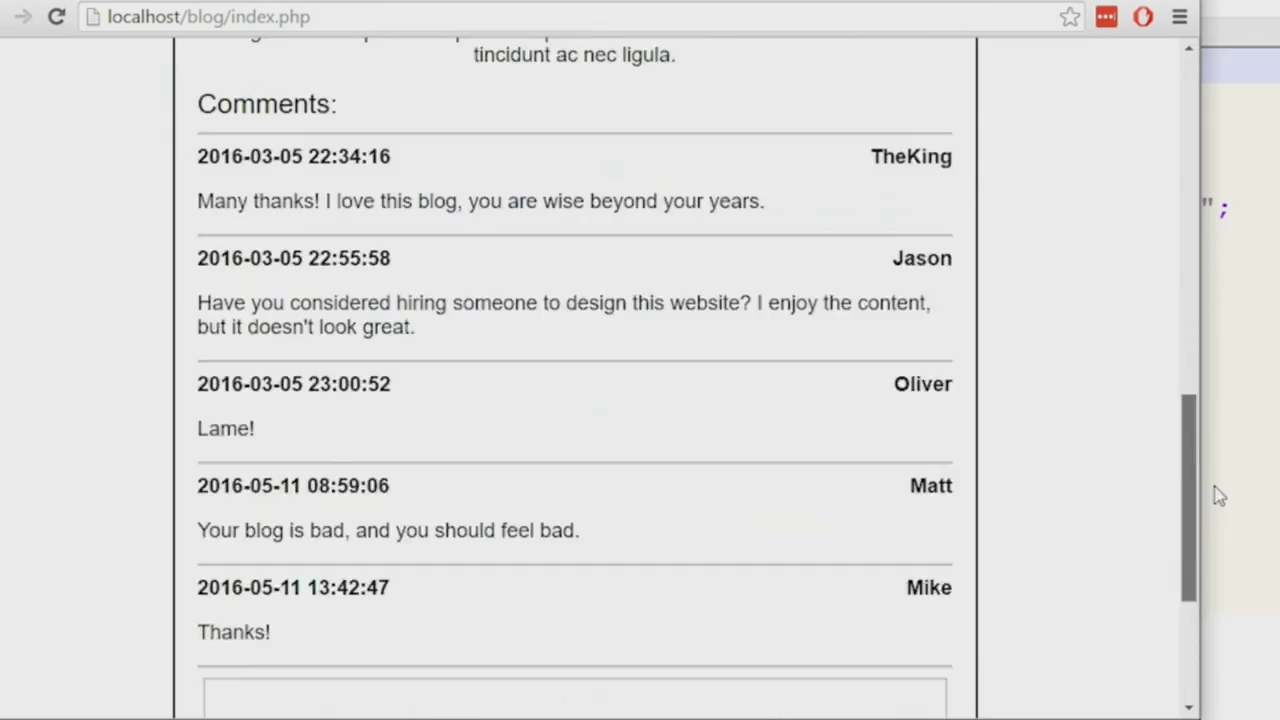 localhost/blog/index.php
tincidunt ac nec ligula.
Comments:
2016-03-05 22:34:16 TheKing
Many thanks! I love this blog, you are wise beyond your years.
";
2016-03-05 22:55:58 Jason
Have you considered hiring someone to design this website? I enjoy the content,
but it doesn't look great.
2016-03-05 23:00:52 Oliver
Lame!
2016-05-11 08:59:06 Matt
Your blog is bad, and you should feel bad.
2016-05-11 13:42:47 Mike
Thanks!